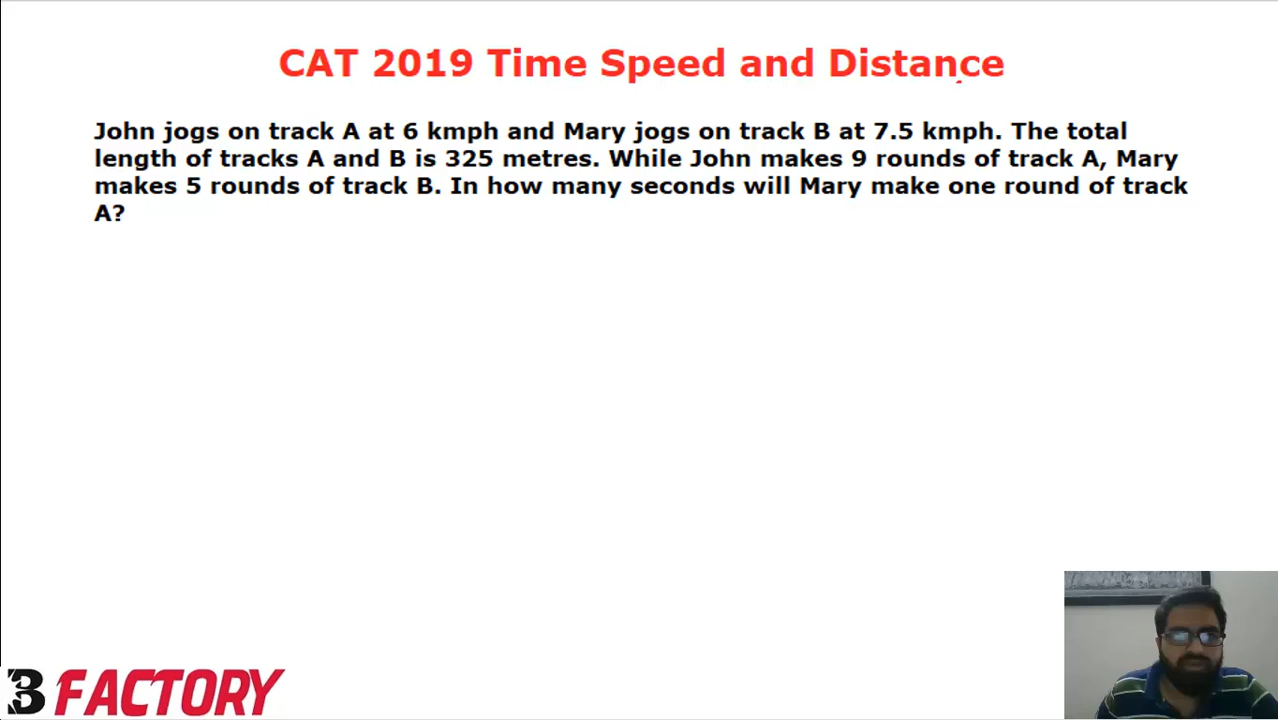 CAT 2019 Time Speed and Distance
John jogs on track A at 6 kmph and Mary jogs on track B at 7.5 kmph. The total
length of tracks A and B is 325 metres. While John makes 9 rounds of track A, Mary
makes 5 rounds of track B. In how many seconds will Mary make one round of track
A?
B FACTORY